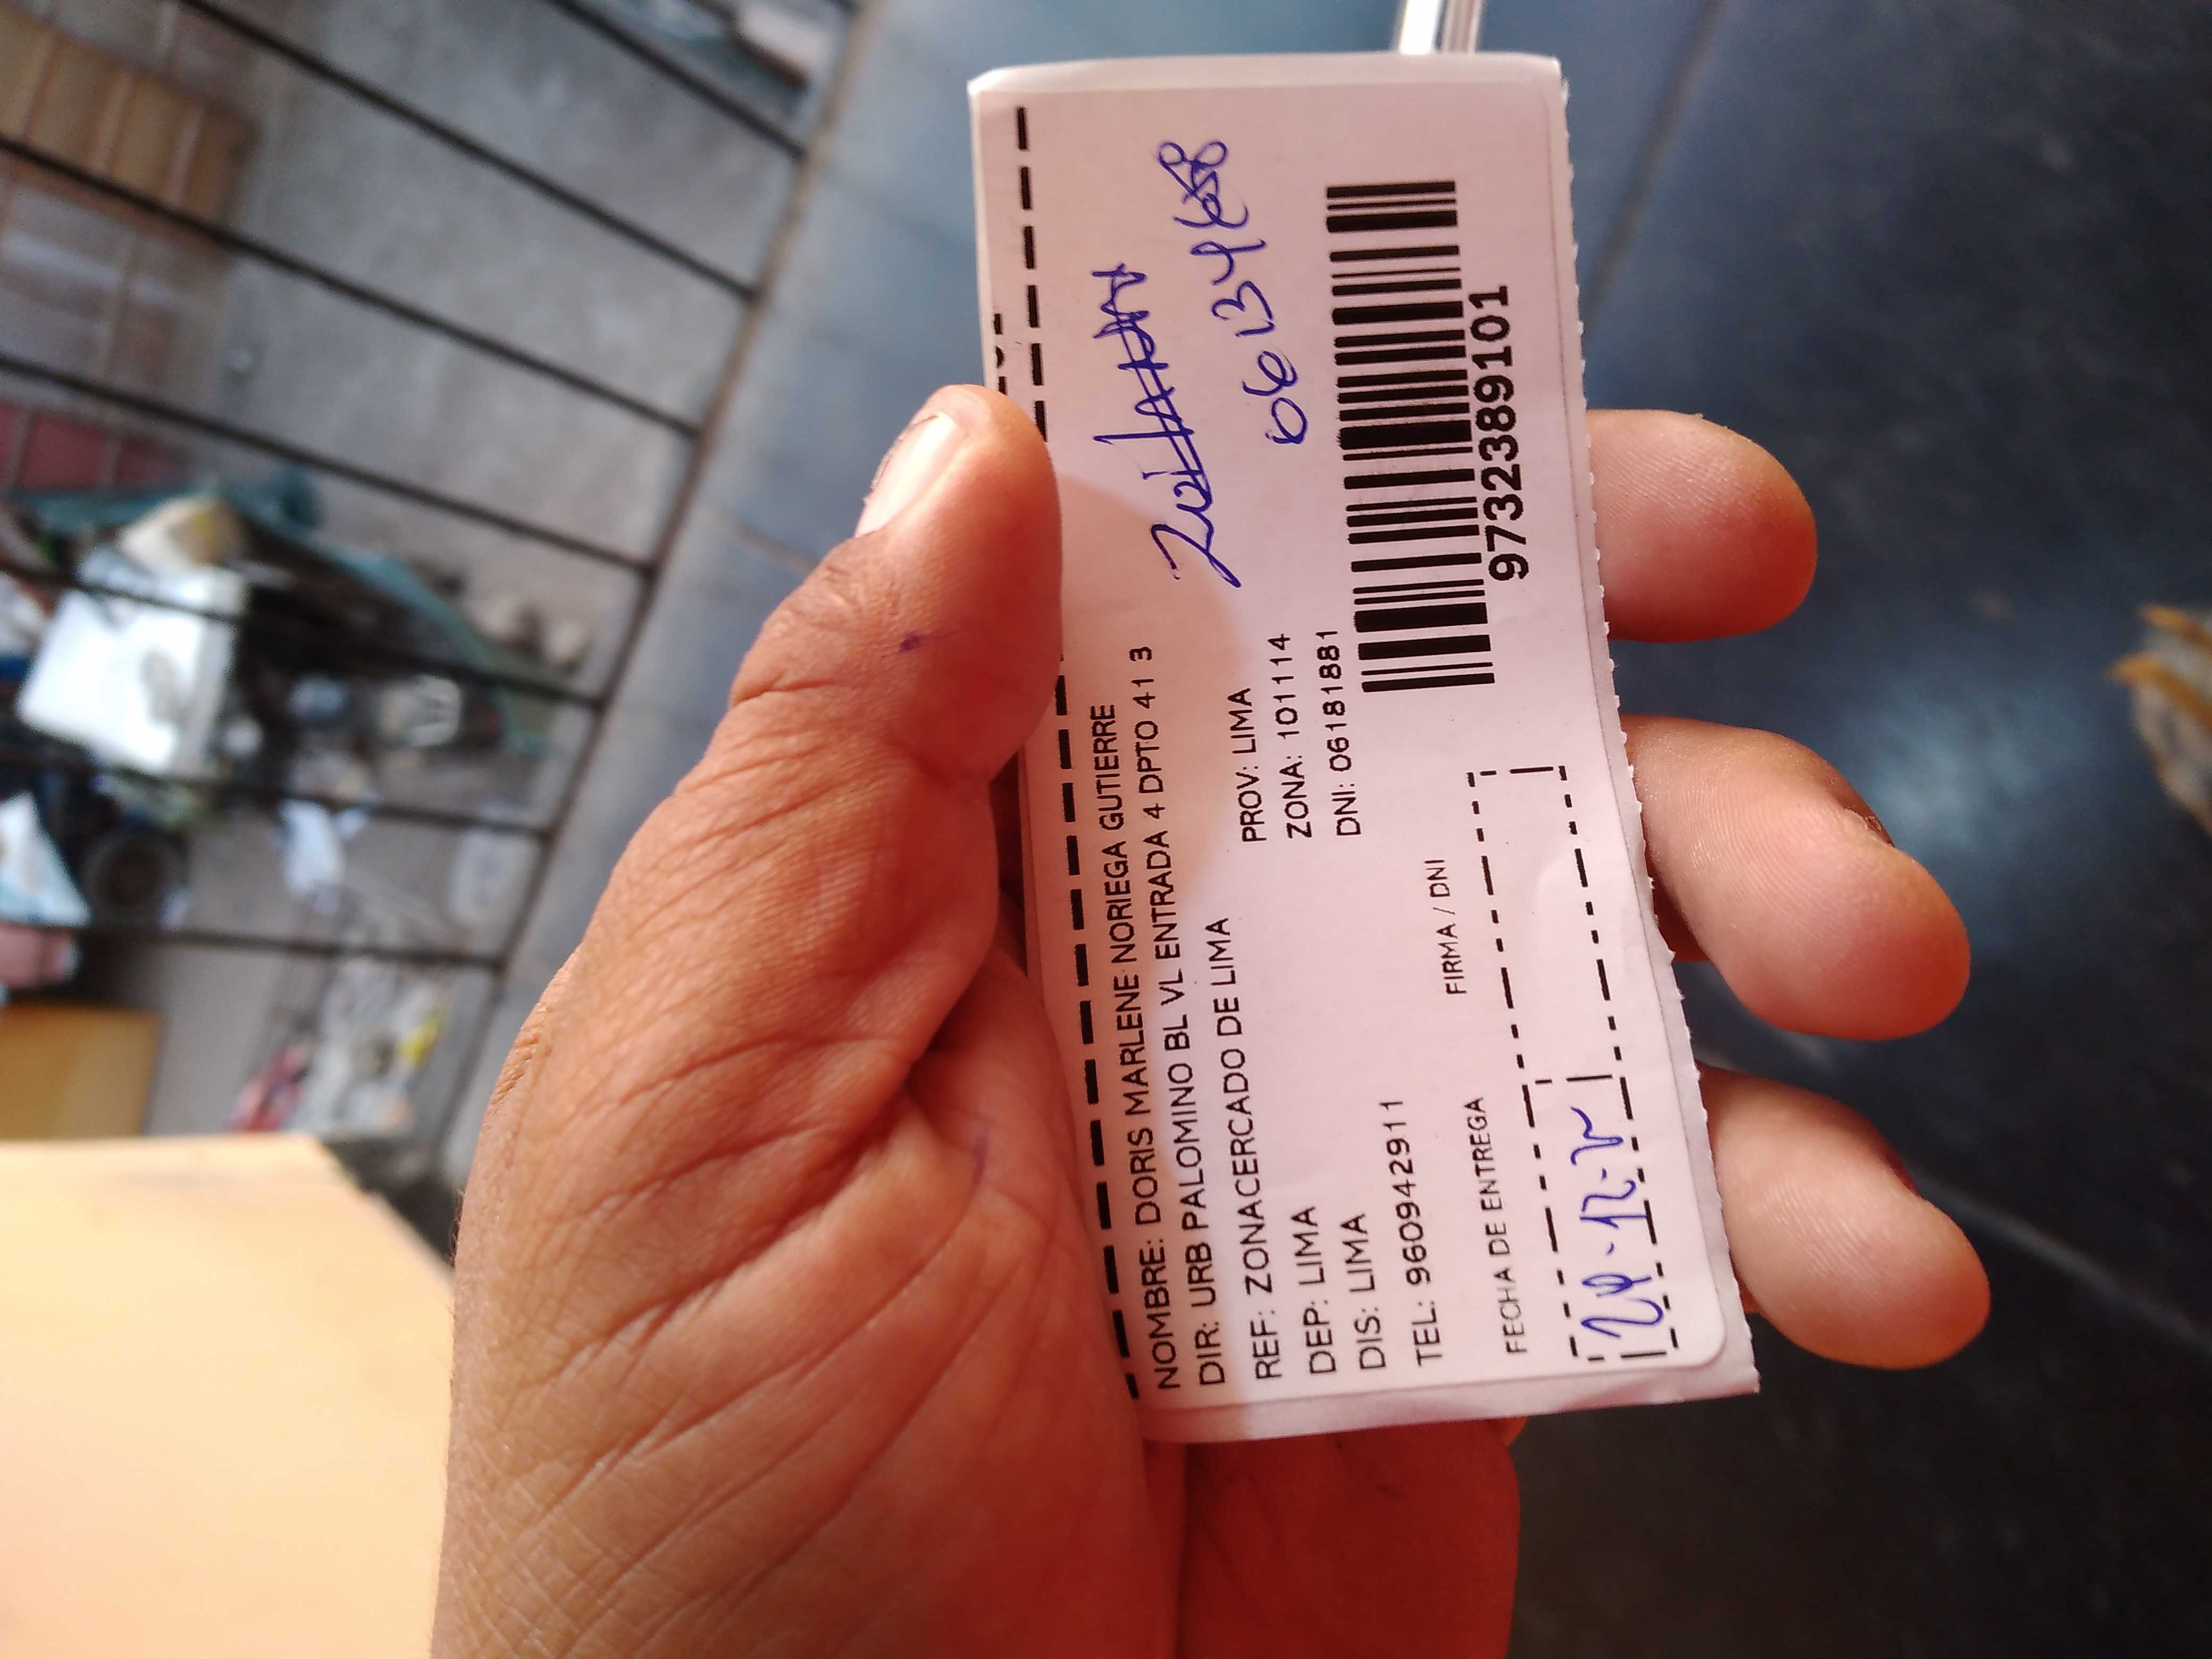 NOMBRE: DORIS MARLENE NORIEGA GUTIERRE
DIR: URB PALOMINO BL VL ENTRADA 4 DPTO 41 3
REF: ZONACERCADO DE LIMA
DEP: LIMA PROV: LIMA
DIS: LIMA ZONA: 101114
TEL: 960942911 DNI: 06181881
FECHA DE ENTREGA FIRMA / DNI
9732389101